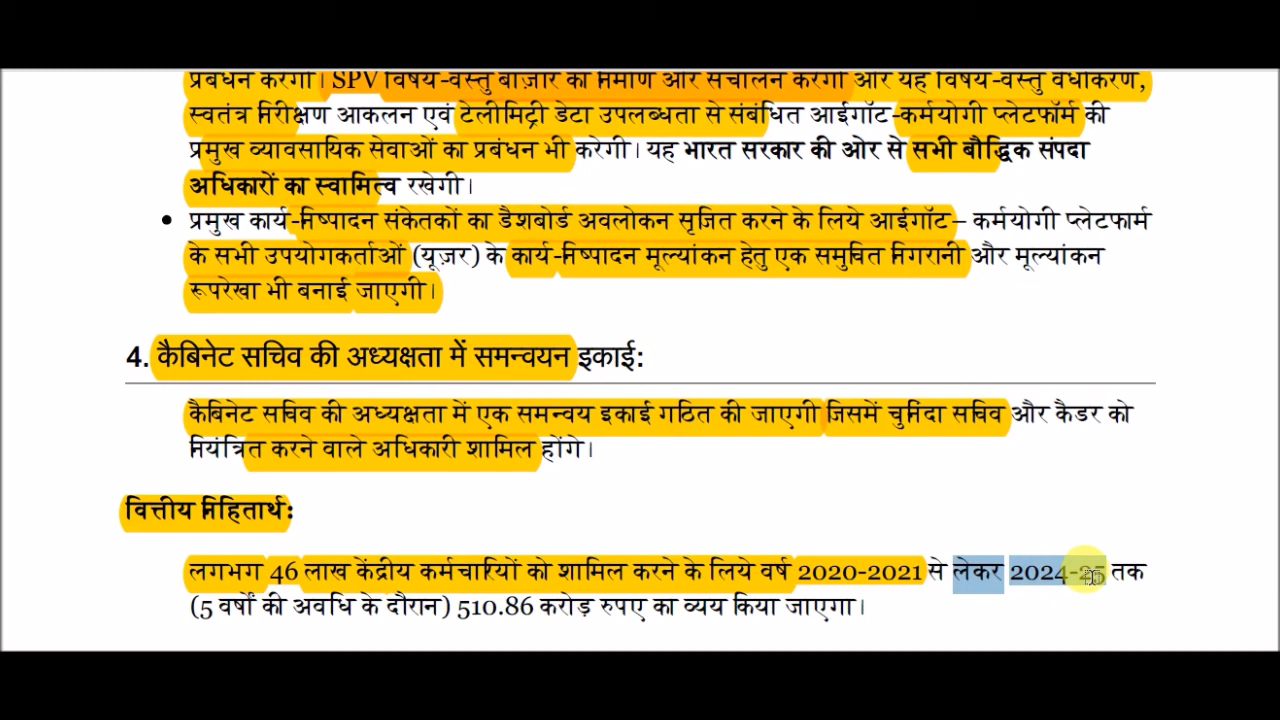 प्रबंधन करेगी। SPV विषय-वस्तु बाज़ार का निर्माण और संचालन करेगी और यह विषय-वस्तु वैधीकरण,
स्वतंत्र निरीक्षण आकलन एवं टेलीमिट्री डेटा उपलब्धता से संबंधित आईगॉट-कर्मयोगी प्लेटफॉर्म की
प्रमुख व्यावसायिक सेवाओं का प्रबंधन भी करेगी। यह भारत सरकार की ओर से सभी बौद्धिक संपदा
अधिकारों का स्वामित्व रखेगी।
• प्रमुख कार्य-निष्पादन संकेतकों का डैशबोर्ड अवलोकन सृजित करने के लिये आईगॉट– कर्मयोगी प्लेटफार्म
के सभी उपयोगकर्ताओं (यूज़र) के कार्य-निष्पादन मूल्यांकन हेतु एक समुचित निगरानी और मूल्यांकन
रूपरेखा भी बनाई जाएगी।
4. कैबिनेट सचिव की अध्यक्षता में समन्वयन इकाई:
कैबिनेट सचिव की अध्यक्षता में एक समन्वय इकाई गठित की जाएगी जिसमें चुनिंदा सचिव और कैडर को
नियंत्रित करने वाले अधिकारी शामिल होंगे।
वित्तीय निहितार्थ:
लगभग 46 लाख केंद्रीय कर्मचारियों को शामिल करने के लिये वर्ष 2020-2021 से लेकर 2024-25 तक
(5 वर्षों की अवधि के दौरान) 510.86 करोड़ रुपए का व्यय किया जाएगा।